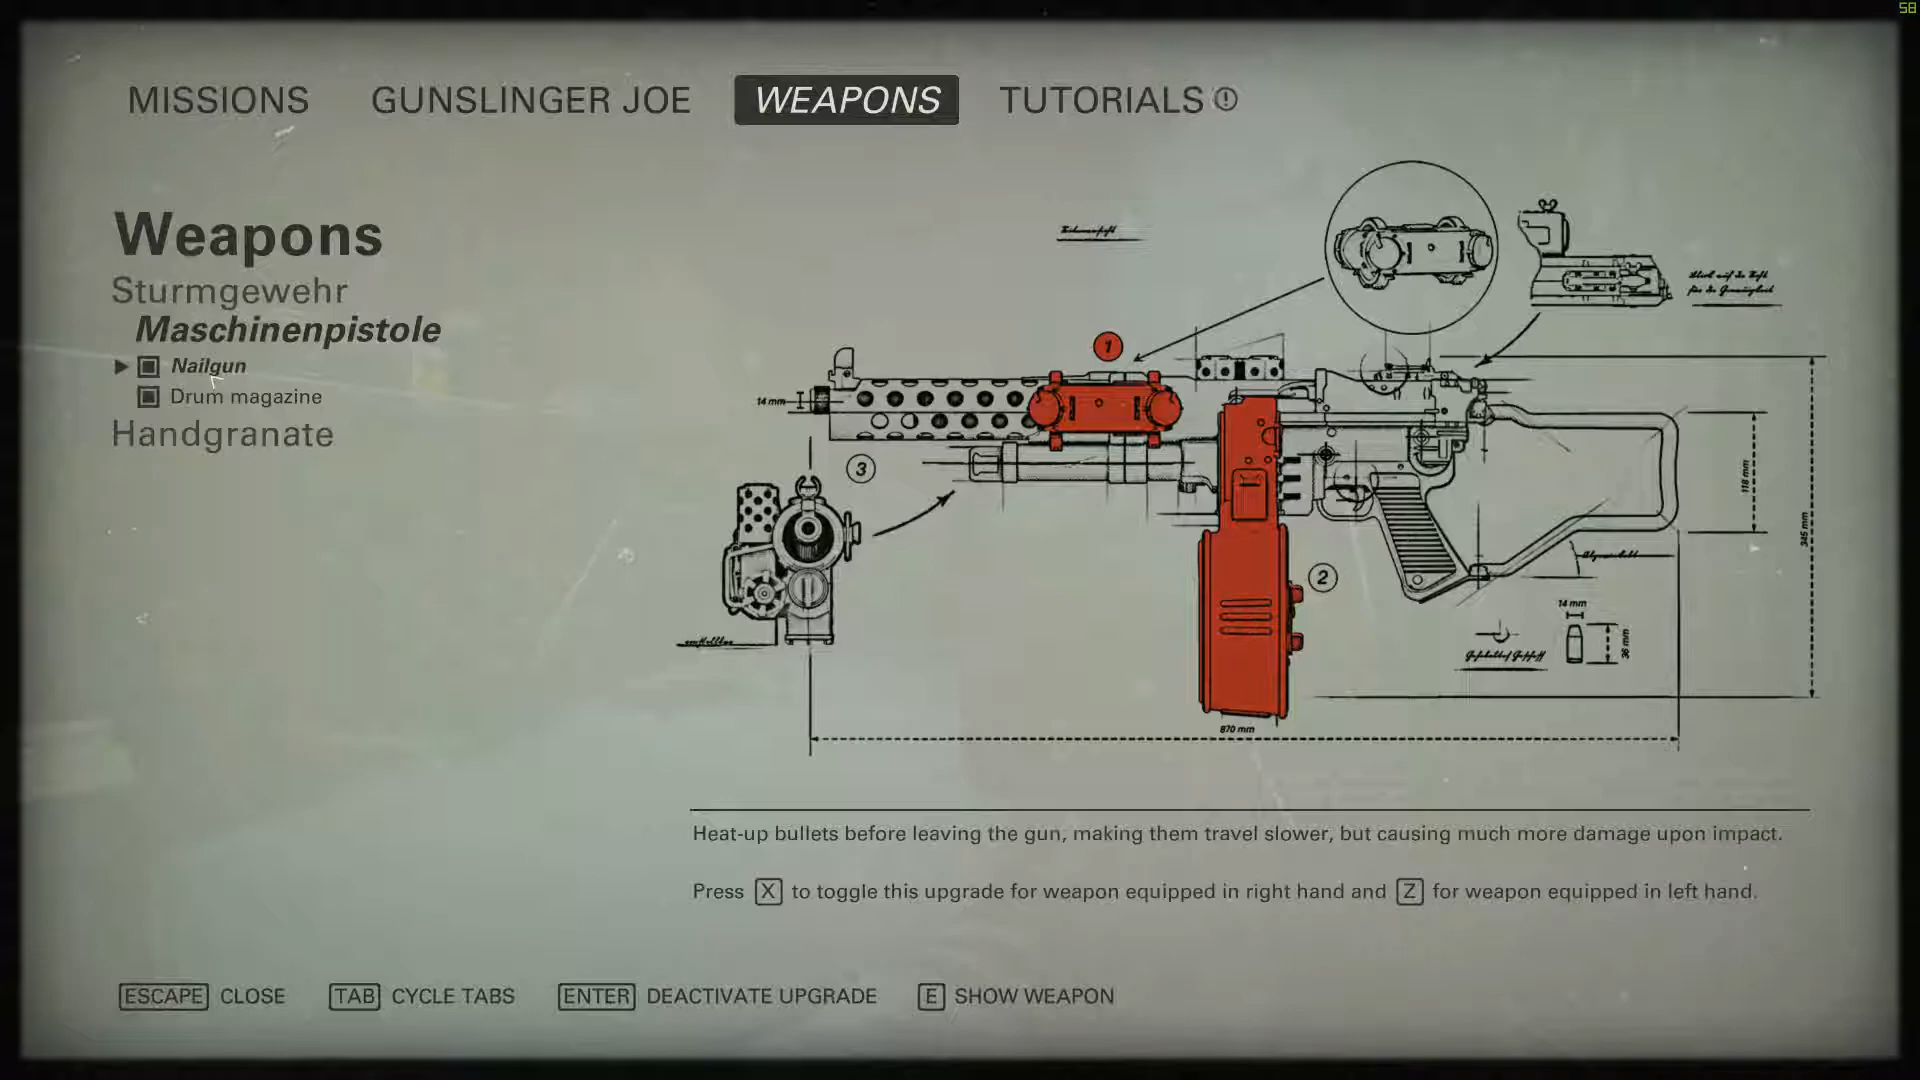 58
MISSIONS GUNSLINGER JOE WEAPONS TUTORIALS
Weapons
Sturmgewehr
Maschinenpistole
Nailgun
Drum magazine
Handgranate
1
14 mm
3
2
118 mm
345 mm
14 mm
36 mm
870 mm
Heat-up bullets before leaving the gun, making them travel slower, but causing much more damage upon impact.
Press X to toggle this upgrade for weapon equipped in right hand and Z for weapon equipped in left hand.
ESCAPE CLOSE TAB CYCLE TABS ENTER DEACTIVATE UPGRADE E SHOW WEAPON